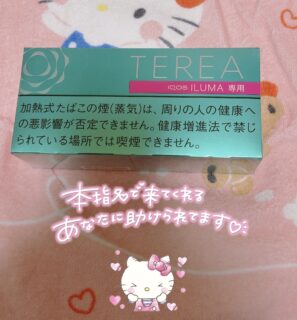 TEREA
IQOS ILUMA 専用
加熱式たばこの煙(蒸気)は、周りの人の健康へ
の悪影響が否定できません。健康増進法で禁じ
られている場所では喫煙できません。
本指名で来てくれる
あなたに助けられてます♡